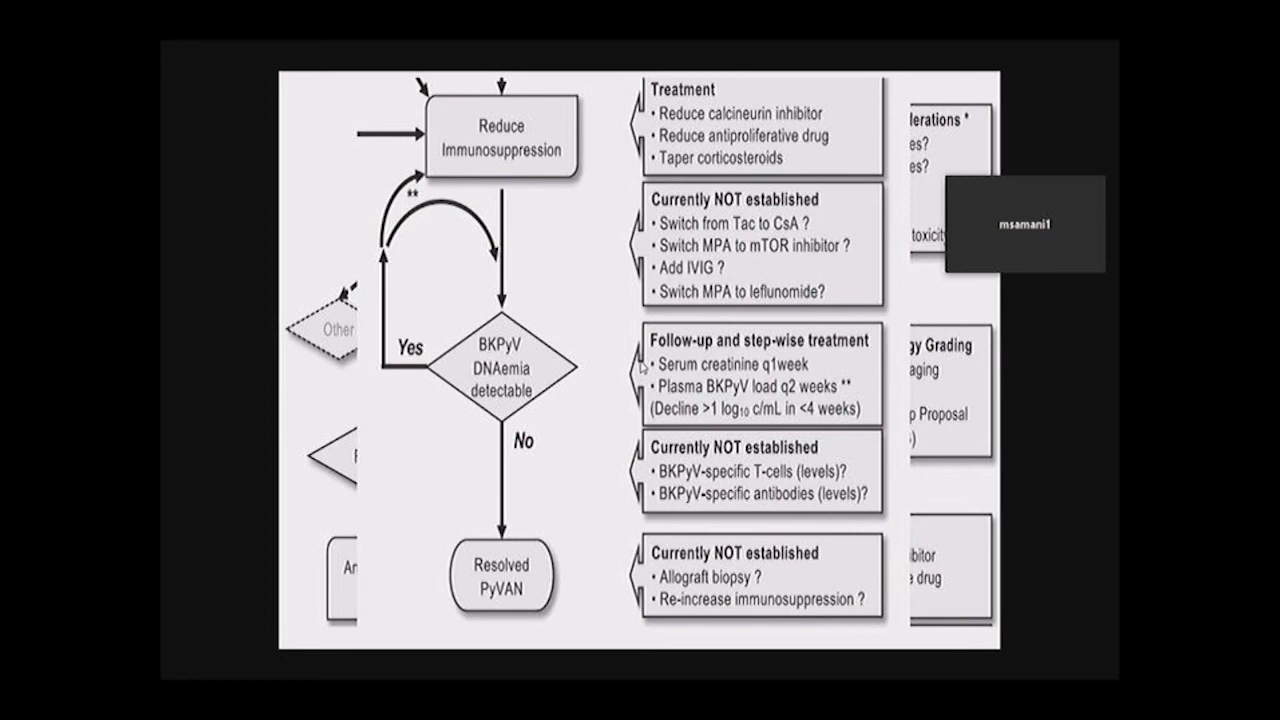 Reduce
Immunosuppression
**
Other
Yes
BKPyV
DNAemia
detectable
No
Resolved
PyVAN
Treatment
• Reduce calcineurin inhibitor
• Reduce antiproliferative drug
• Taper corticosteroids
Currently NOT established
• Switch from Tac to CsA ?
• Switch MPA to mTOR inhibitor ?
• Add IVIG ?
• Switch MPA to leflunomide?
Follow-up and step-wise treatment
• Serum creatinine q1week
• Plasma BKPyV load q2 weeks **
(Decline >1 log₁₀ c/mL in <4 weeks)
Currently NOT established
• BKPyV-specific T-cells (levels)?
• BKPyV-specific antibodies (levels)?
Currently NOT established
• Allograft biopsy ?
• Re-increase immunosuppression ?
lerations *
es?
es?
toxicity
msamani1
gy Grading
aging
p Proposal
)
ibitor
e drug